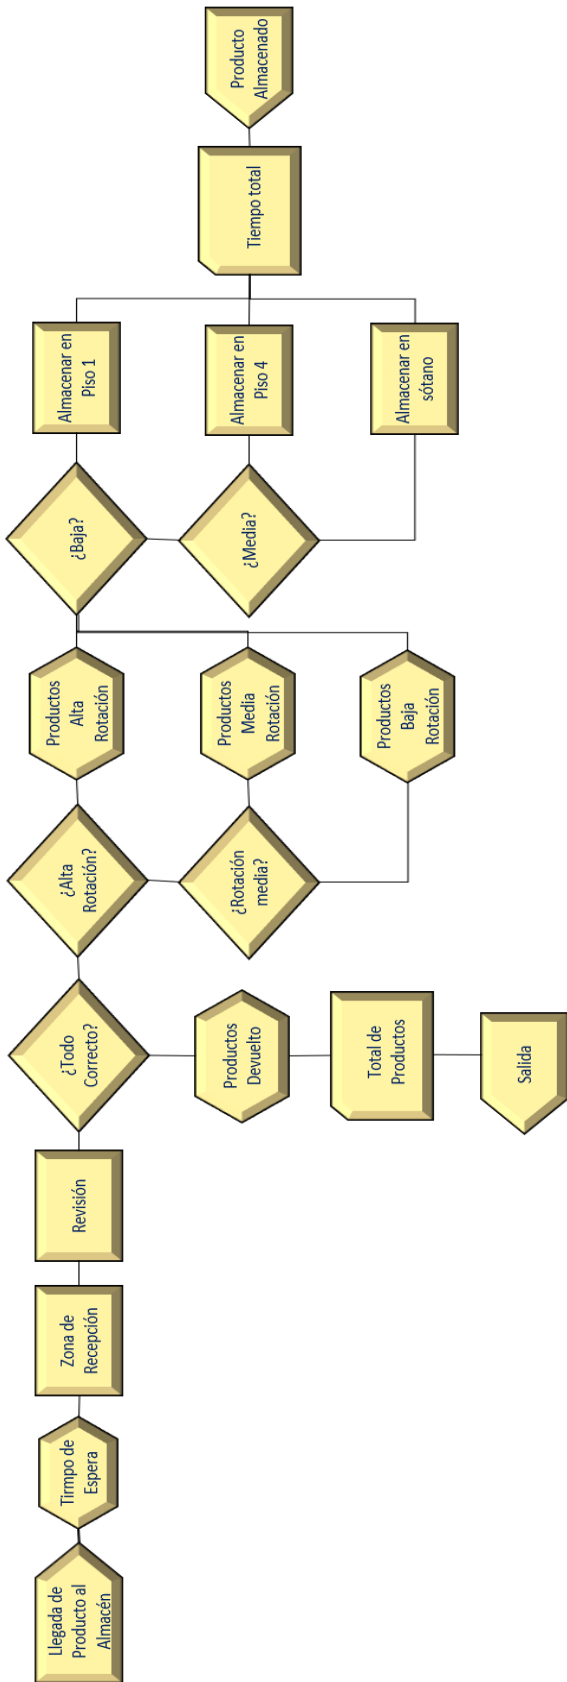 Llegada de
Producto al
Almacén
Tirmpo de
Espera
Zona de
Recepción
Revisión
¿Todo
Correcto?
Productos
Devuelto
Total de
Productos
Salida
¿Alta
Rotación?
¿Rotación
media?
Productos
Alta
Rotación
Productos
Media
Rotación
Productos
Baja
Rotación
¿Baja?
¿Media?
Almacenar en
Piso 1
Almacenar en
Piso 4
Almacenar en
sótano
Tiempo total
Producto
Almacenado